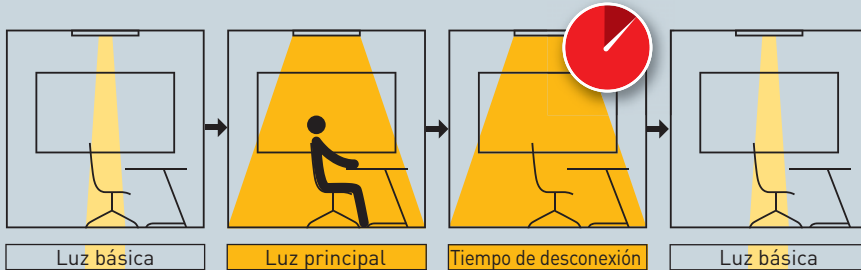 Luz básica
Luz principal
Tiempo de desconexión
Luz básica